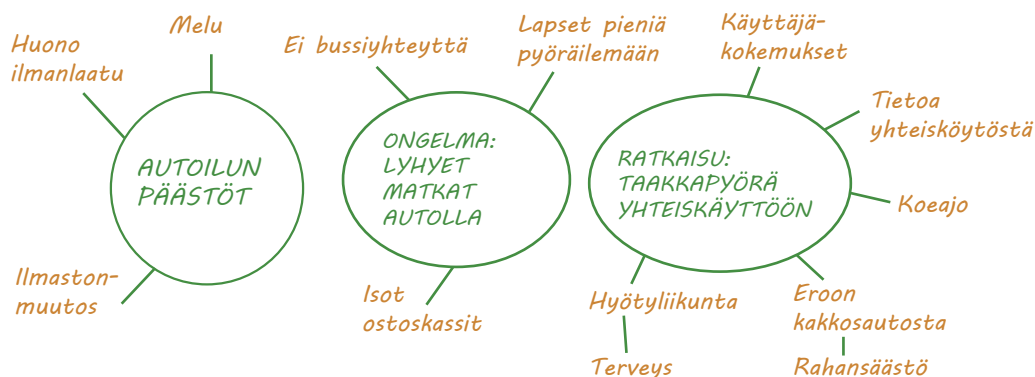 Melu
Huono
ilmanlaatu
AUTOILUN
PÄÄSTÖT
Ilmaston-
muutos
Ei bussiyhteyttä
Lapset pieniä
pyöräilemään
ONGELMA:
LYHYET
MATKAT
AUTOLLA
Isot
ostoskassit
Käyttäjä-
kokemukset
Tietoa
yhteisköytöstä
RATKAISU:
TAAKKAPYÖRÄ
YHTEISKÄYTTÖÖN
Koeajo
Hyötyliikunta
Terveys
Eroon
kakkosautosta
Rahansäästö